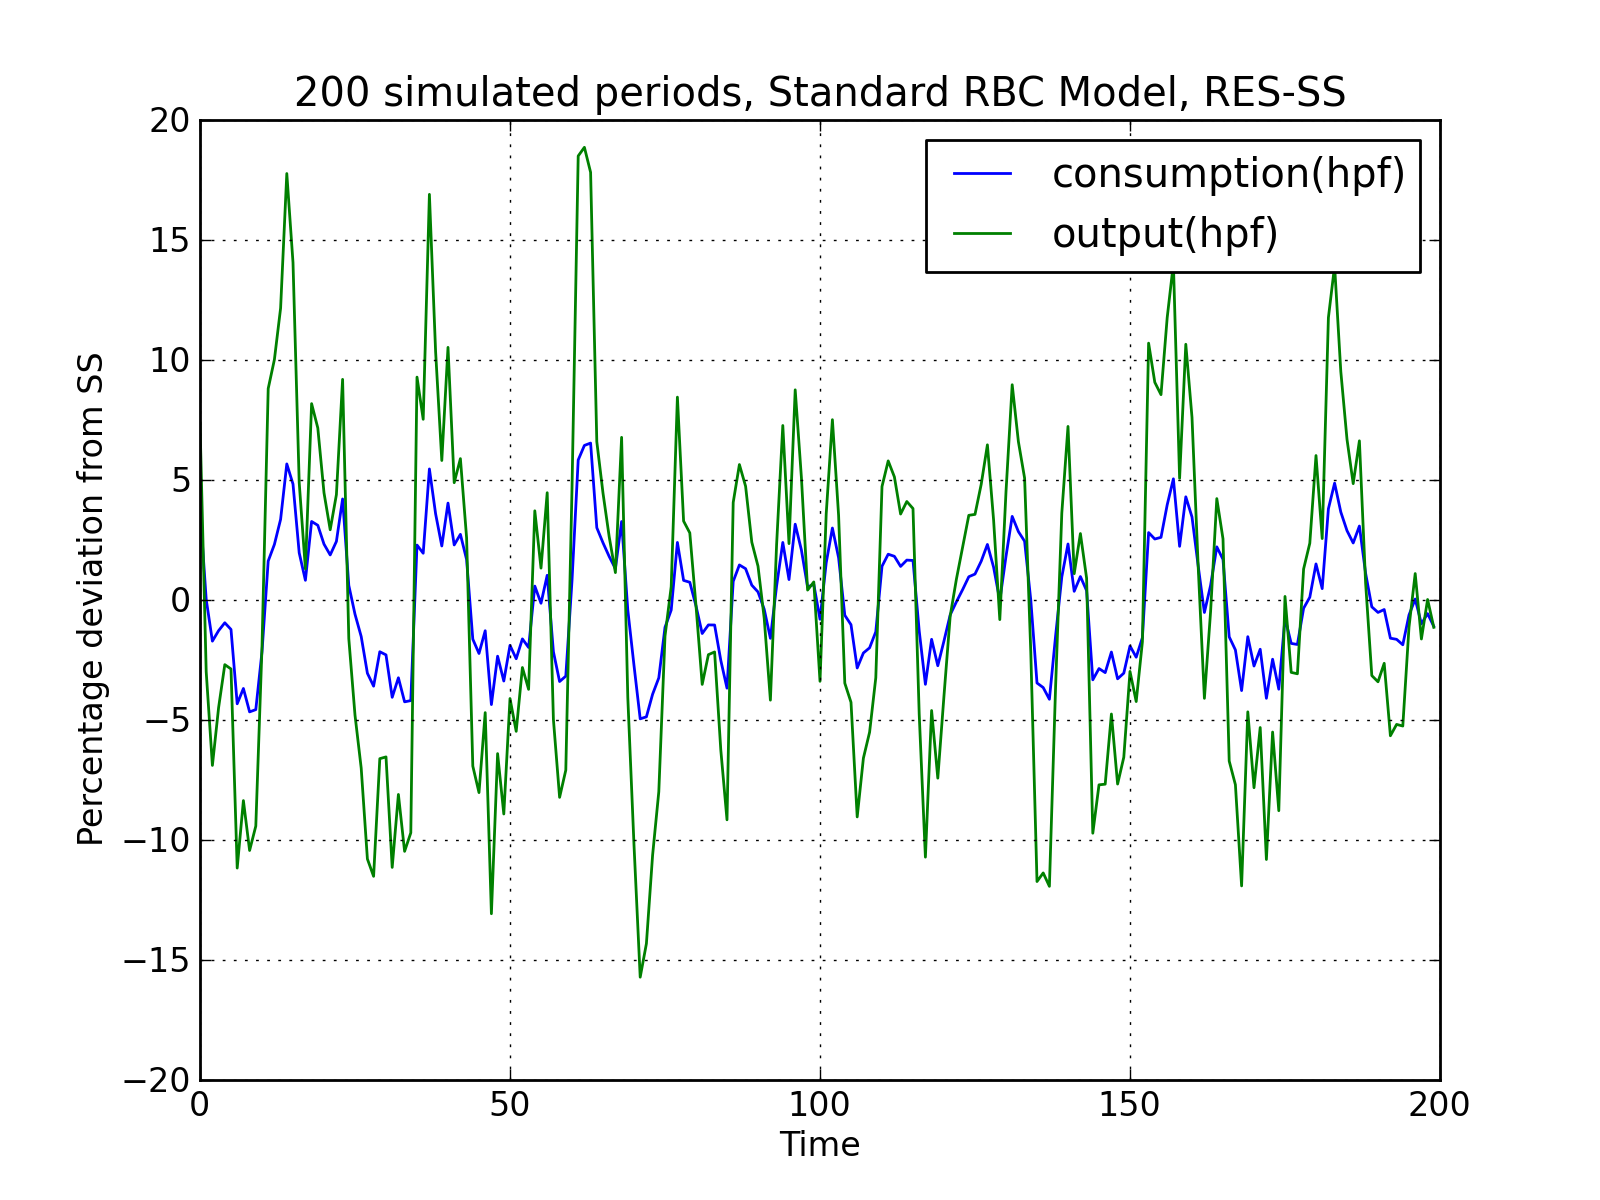 200 simulated periods, Standard RBC Model, RES-SS
20
15
10
5
0
−5
−10
−15
−20
Percentage deviation from SS
consumption(hpf)
output(hpf)
0 50 100 150 200
Time